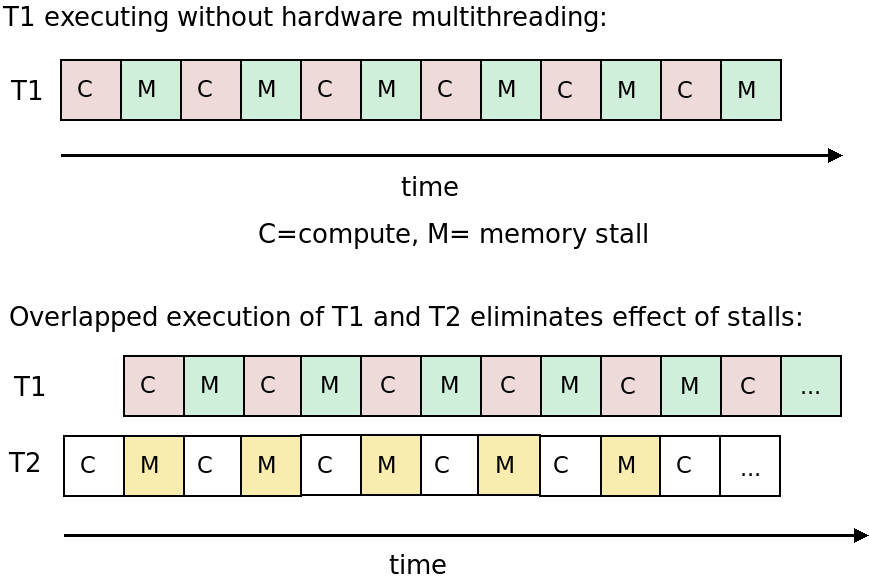 T1 executing without hardware multithreading:
T1 C M C M C M C M C M C M
time
C=compute, M= memory stall
Overlapped execution of T1 and T2 eliminates effect of stalls:
T1 C M C M C M C M C M C ...
T2 C M C M C M C M C M C ...
time